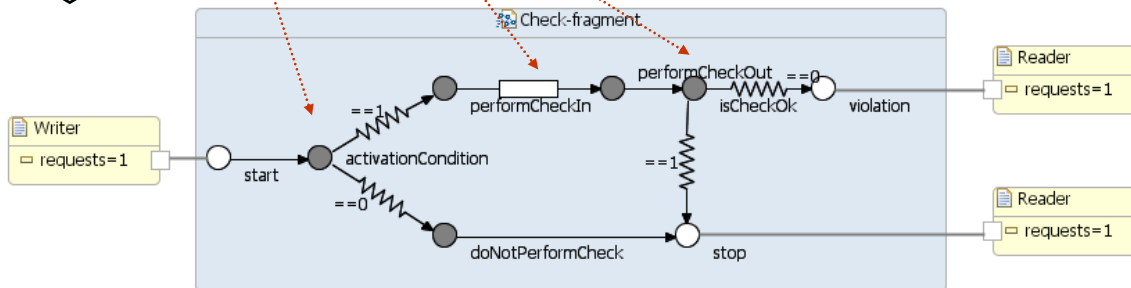 Check-fragment
Writer
requests=1
start
activationCondition
==1
==0
performCheckIn
performCheckOut
==0
isCheckOk
violation
==1
doNotPerformCheck
stop
Reader
requests=1
Reader
requests=1